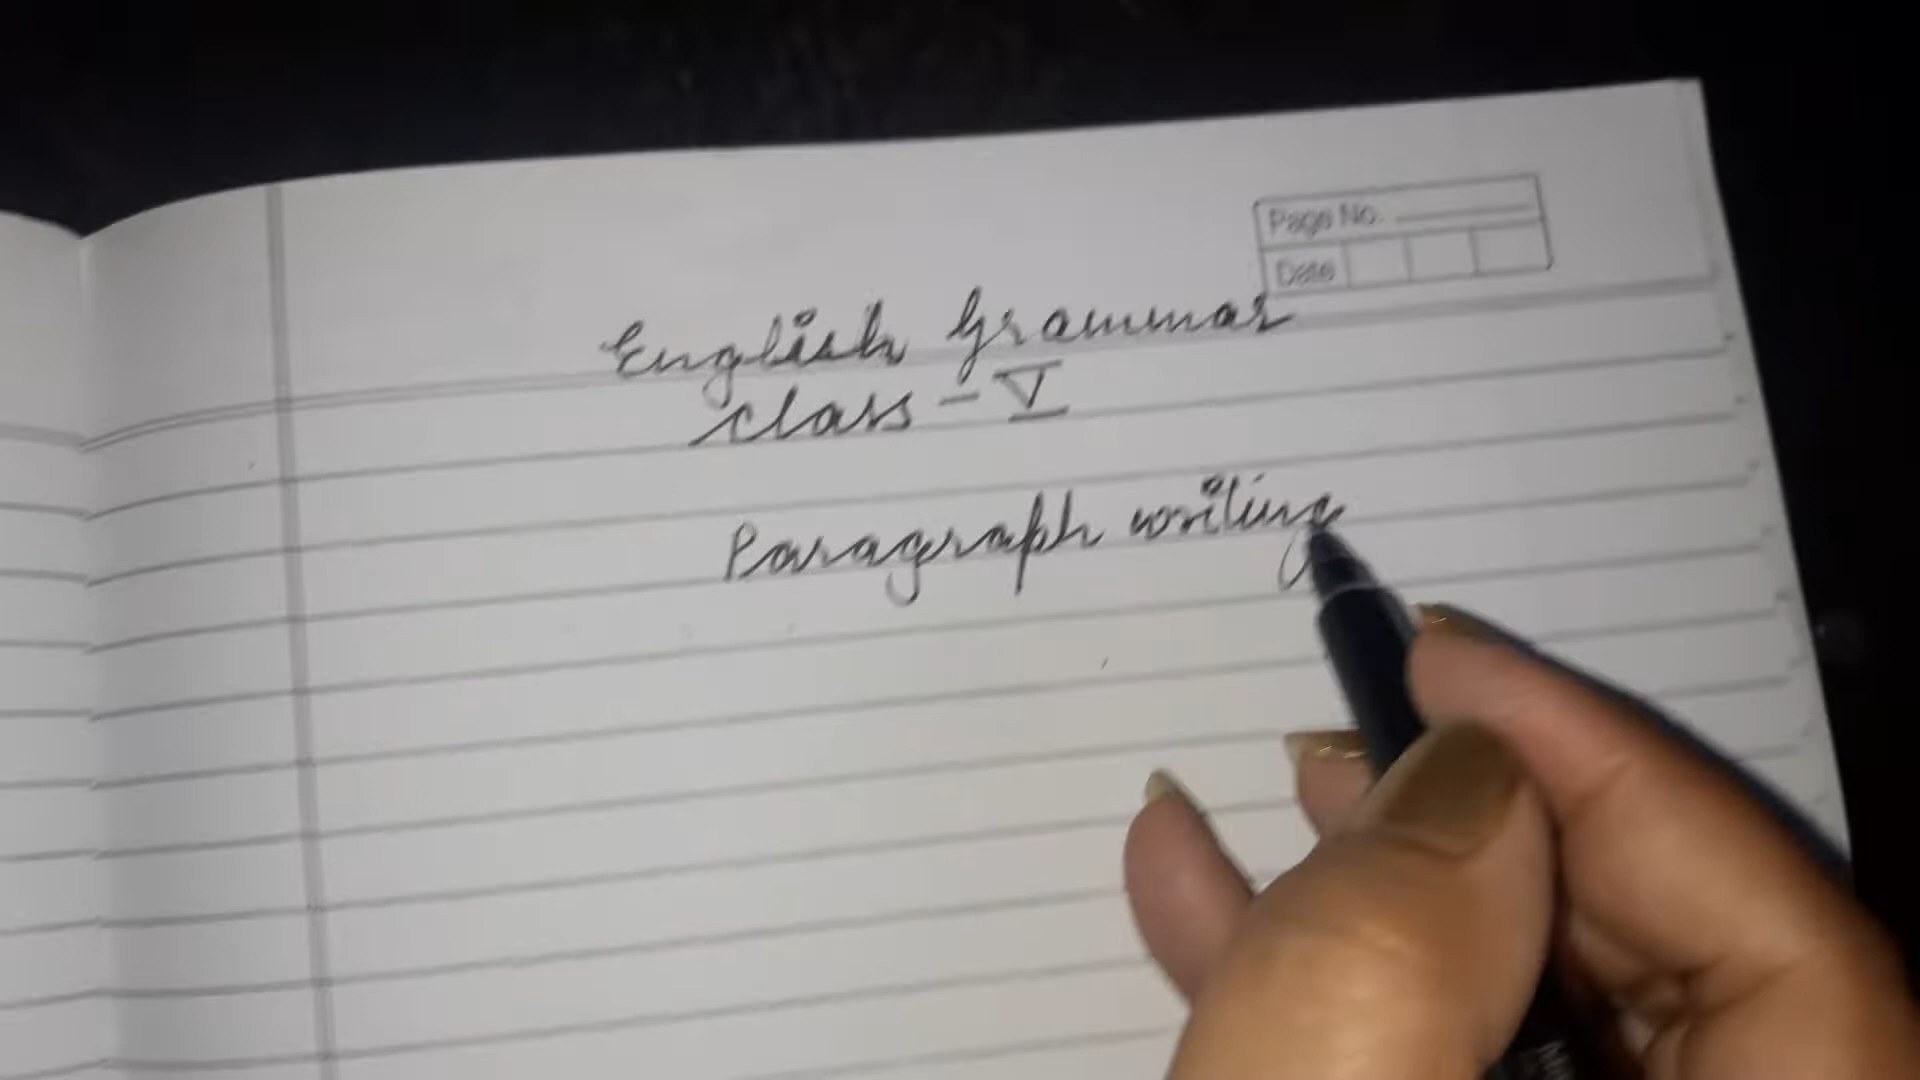 Page No.
Date
English Grammar
class - V
Paragraph writing